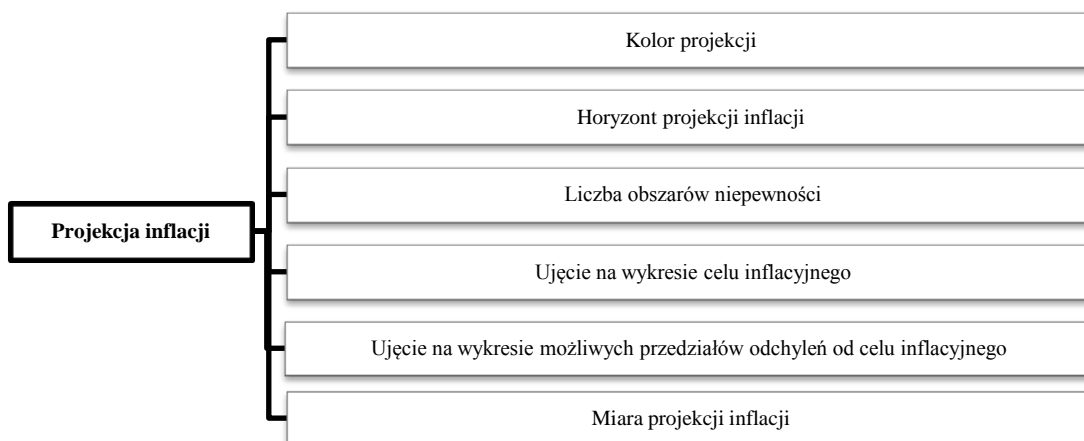 Kolor projekcji
Horyzont projekcji inflacji
Liczba obszarów niepewności
Projekcja inflacji
Ujęcie na wykresie celu inflacyjnego
Ujęcie na wykresie możliwych przedziałów odchyleń od celu inflacyjnego
Miara projekcji inflacji